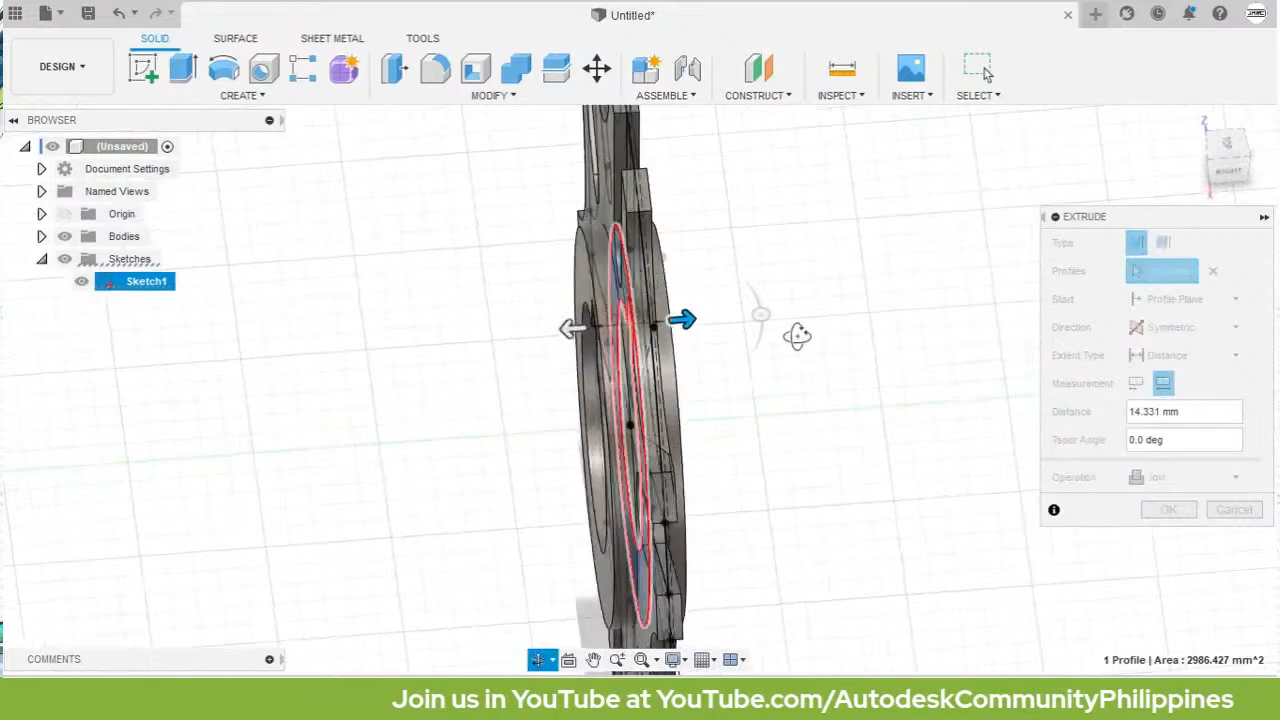 Untitled*
SOLID SURFACE SHEET METAL TOOLS
DESIGN
CREATE MODIFY ASSEMBLE CONSTRUCT INSPECT INSERT SELECT
BROWSER
(Unsaved)
Document Settings
Named Views
Origin
Bodies
Sketches
Sketch1
Z
RIGHT
EXTRUDE
Type
Profiles
Start Profile Plane
Direction Symmetric
Extent Type Distance
Measurement
Distance 14.331 mm
Taper Angle 0.0 deg
Operation Join
OK Cancel
COMMENTS
1 Profile | Area : 2986.427 mm^2
Join us in YouTube at YouTube.com/AutodeskCommunityPhilippines